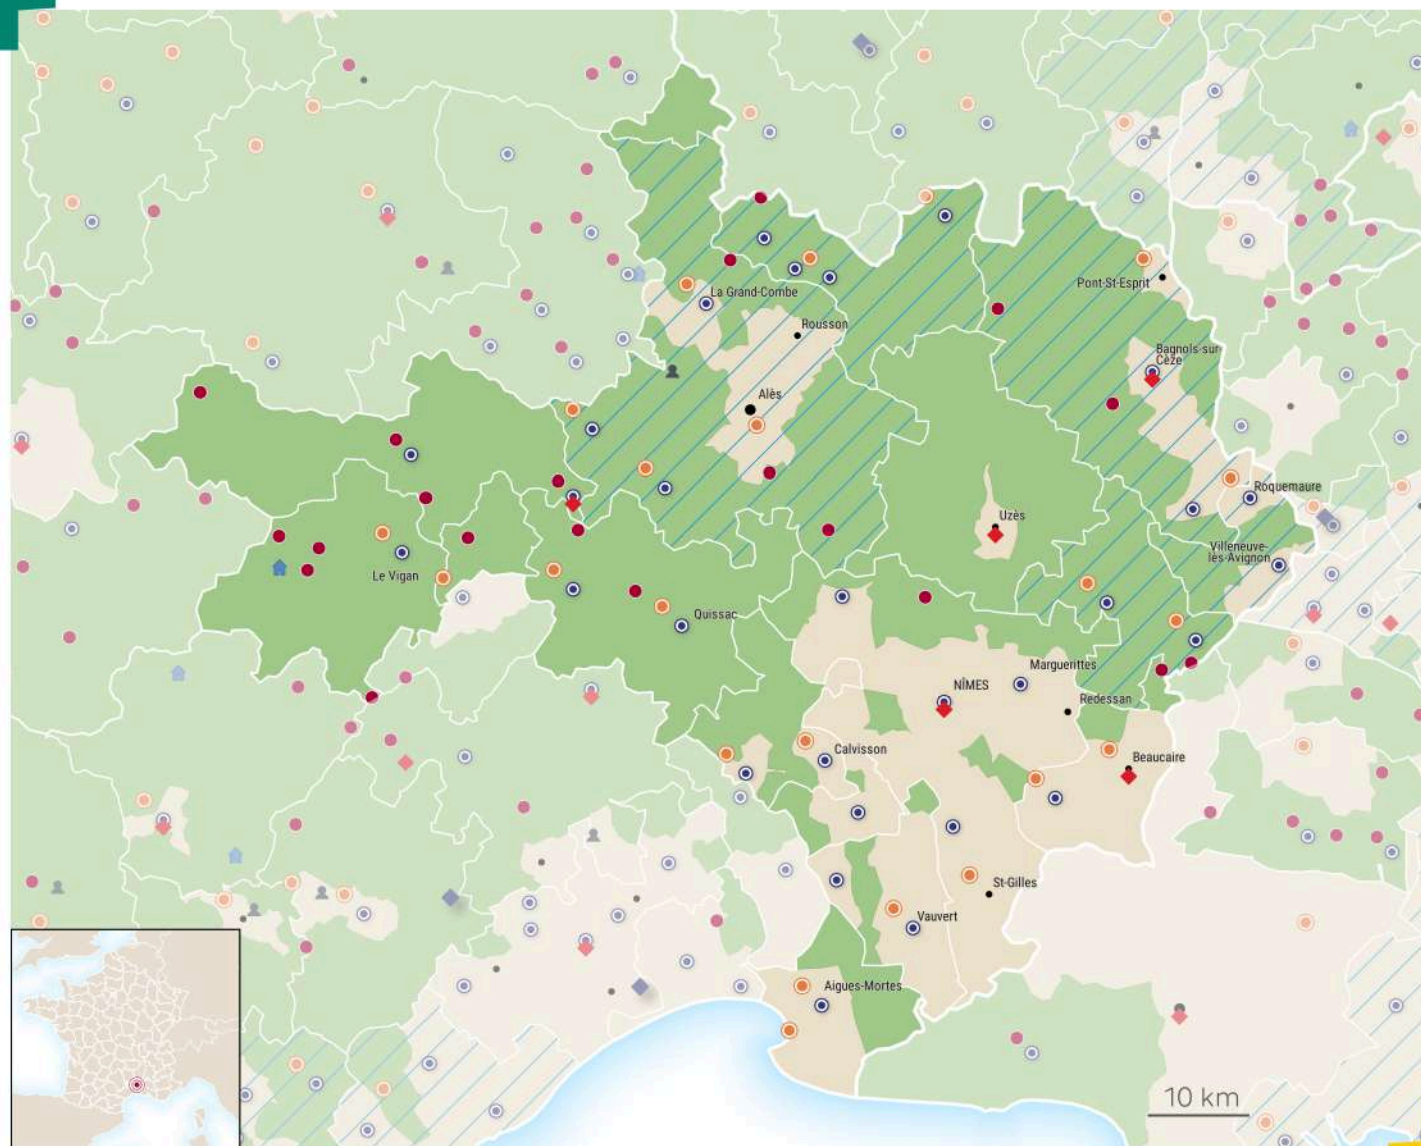 La Grand-Combe
Pont-St-Esprit
Rousson
Bagnols-sur
Cèze
Alès
Roquemaure
Uzès
Villeneuve-
lès-Avignon
Le Vigan
Quissac
Marguerittes
NÎMES
Redessan
Calvisson
Beaucaire
St-Gilles
Vauvert
Aigues-Mortes
10 km